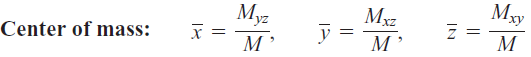 Center of mass: x̄ = M_yz / M, ȳ = M_xz / M, z̄ = M_xy / M